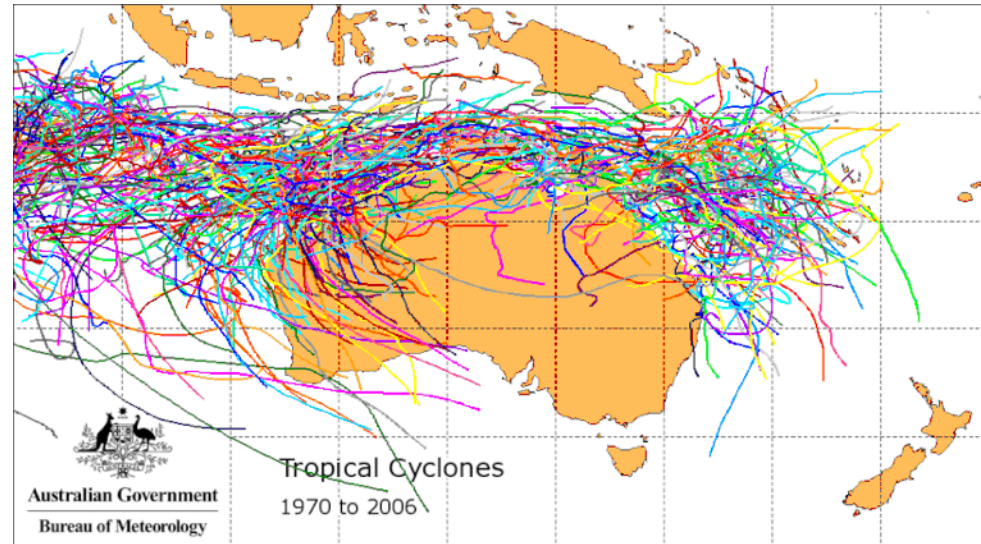 Tropical Cyclones
1970 to 2006
Australian Government
Bureau of Meteorology